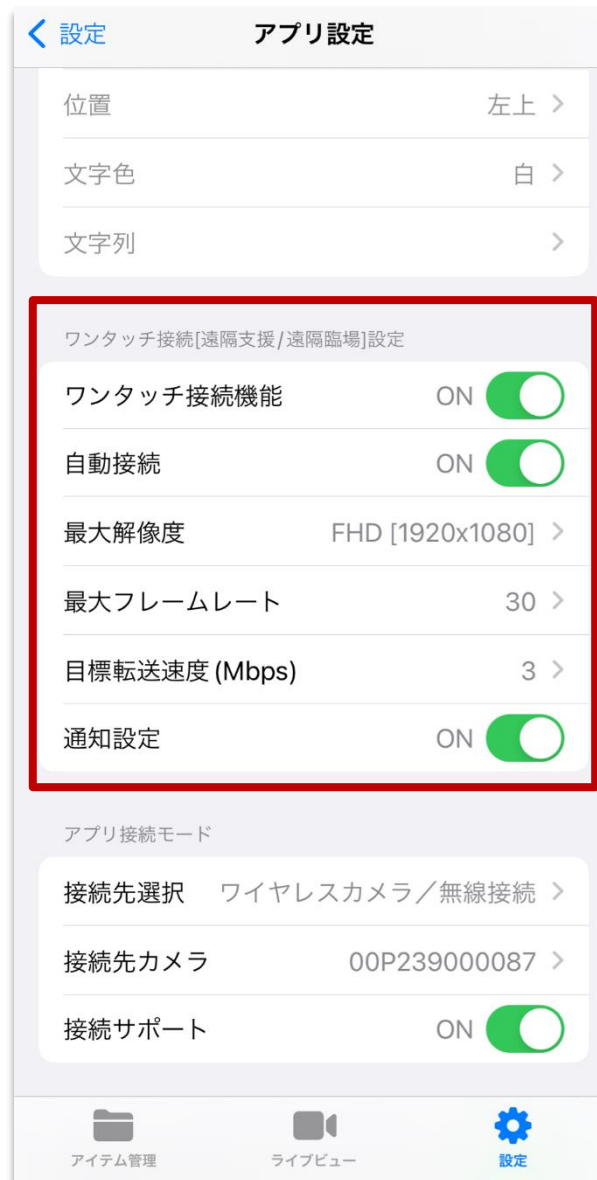 設定 アプリ設定
位置 左上
文字色 白
文字列
ワンタッチ接続[遠隔支援/遠隔臨場]設定
ワンタッチ接続機能 ON
自動接続 ON
最大解像度 FHD [1920x1080]
最大フレームレート 30
目標転送速度(Mbps) 3
通知設定 ON
アプリ接続モード
接続先選択 ワイヤレスカメラ／無線接続
接続先カメラ 00P239000087
接続サポート ON
アイテム管理 ライブビュー 設定